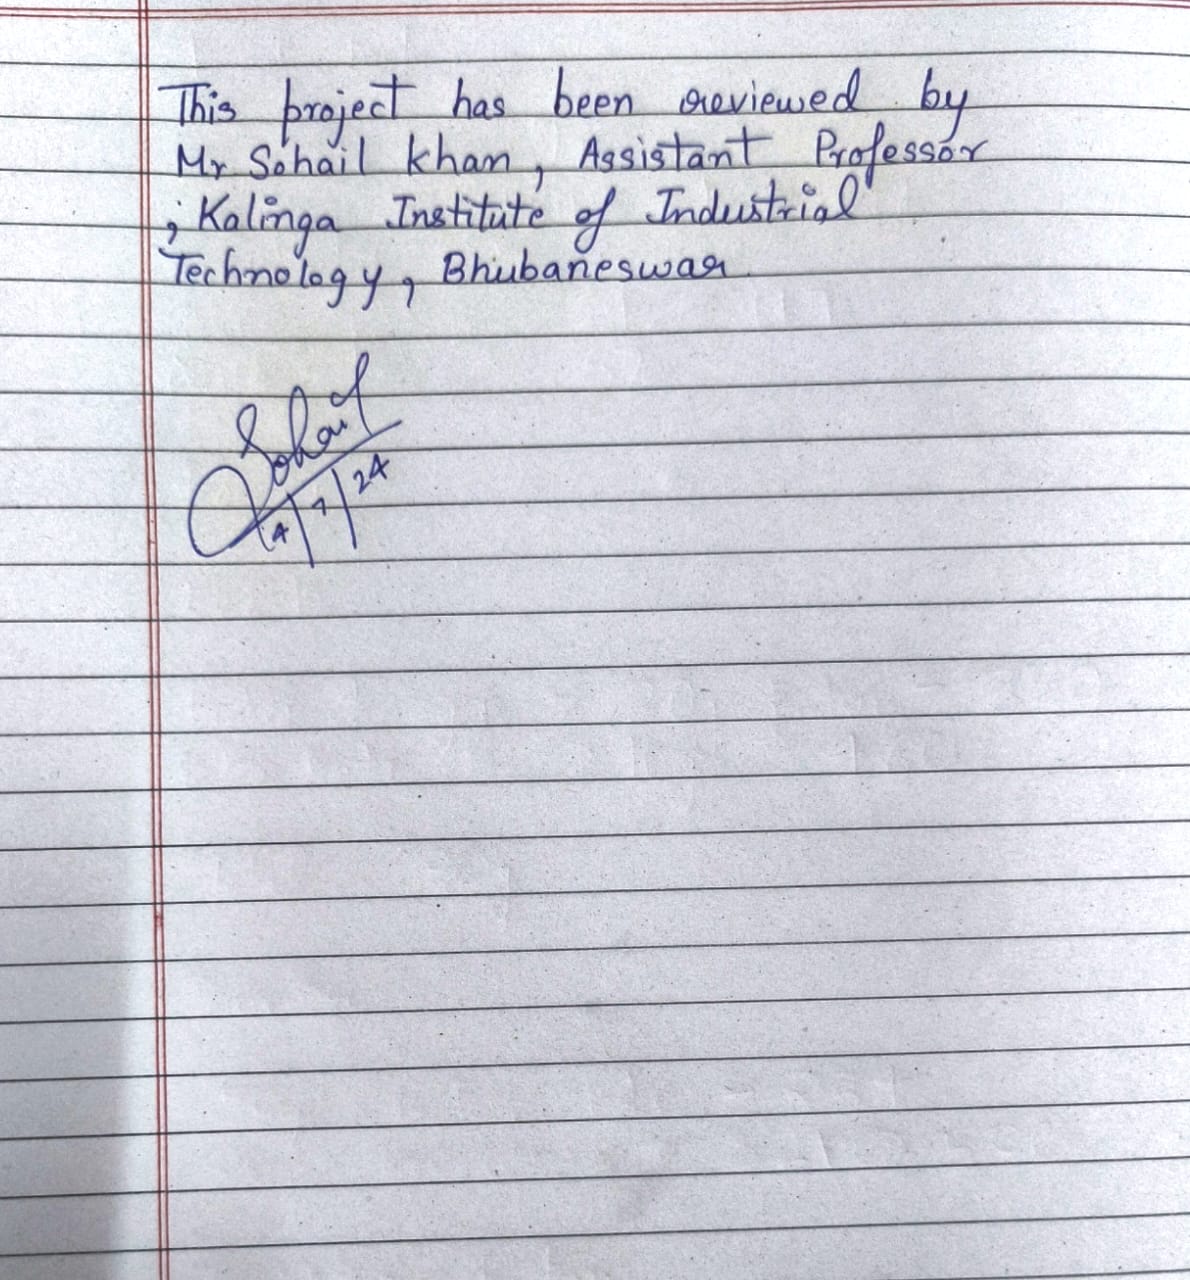 This project has been reviewed by
Mr Sohail Khan, Assistant Professor
, Kalinga Institute of Industrial
Technology, Bhubaneswar
Sohail
4/7/24